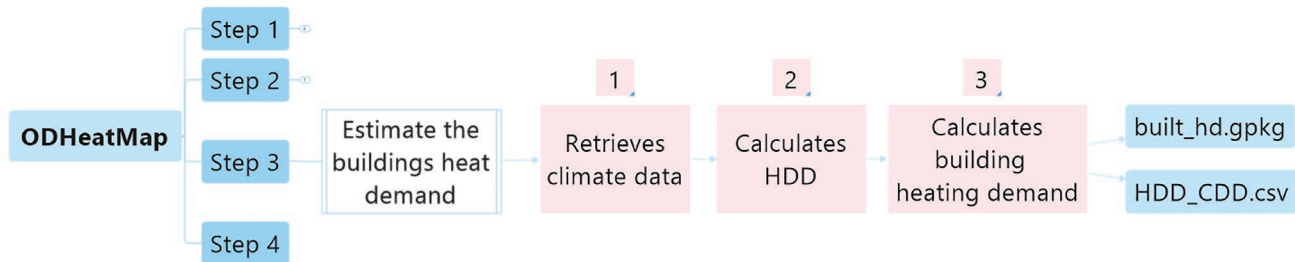 ODHeatMap
Step 1
Step 2
Step 3
Step 4
Estimate the
buildings heat
demand
1
Retrieves
climate data
2
Calculates
HDD
3
Calculates
building
heating demand
built_hd.gpkg
HDD_CDD.csv